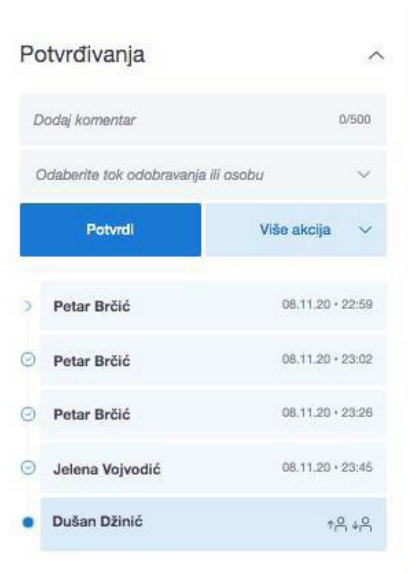 Potvrđivanja
Dodaj komentar 0/500
Odaberite tok odobravanja ili osobu
Potvrdi Više akcija
Petar Brčić 08.11.20 • 22:59
Petar Brčić 08.11.20 • 23:02
Petar Brčić 08.11.20 • 23:26
Jelena Vojvodić 08.11.20 • 23:45
Dušan Džinić